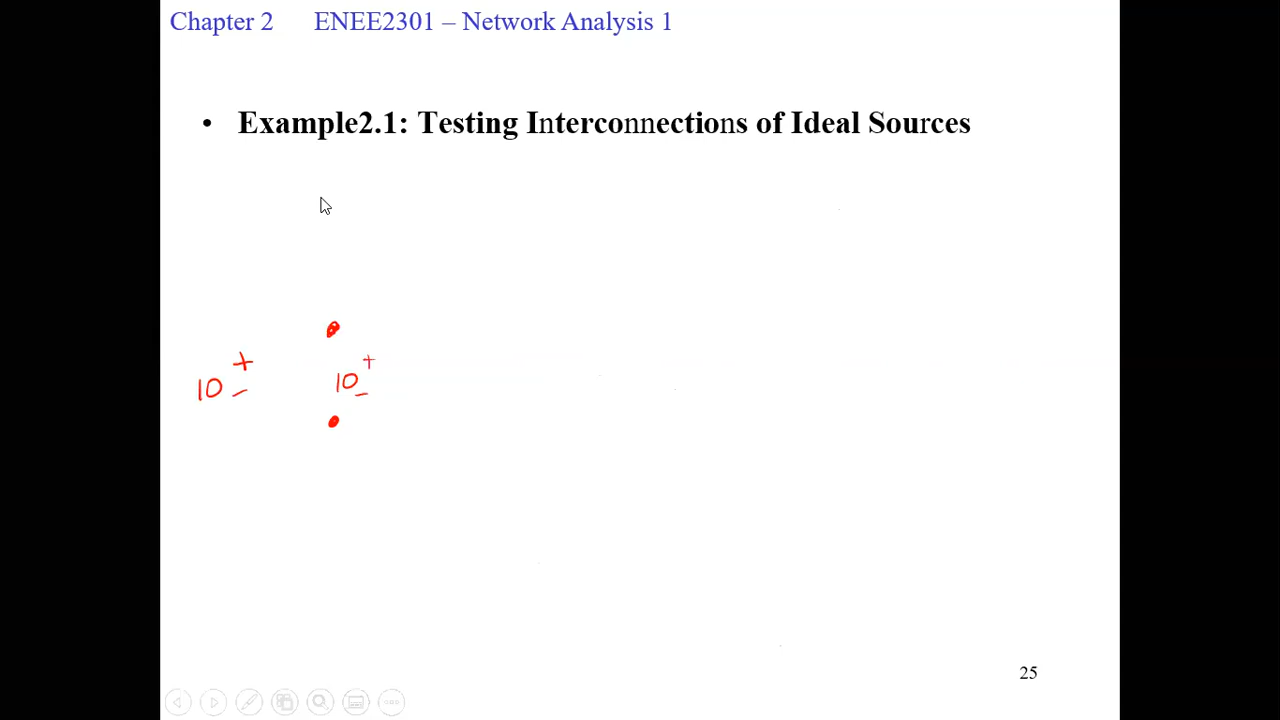 Chapter 2 ENEE2301 – Network Analysis 1
• Example2.1: Testing Interconnections of Ideal Sources
+ +
10 10
- -
25